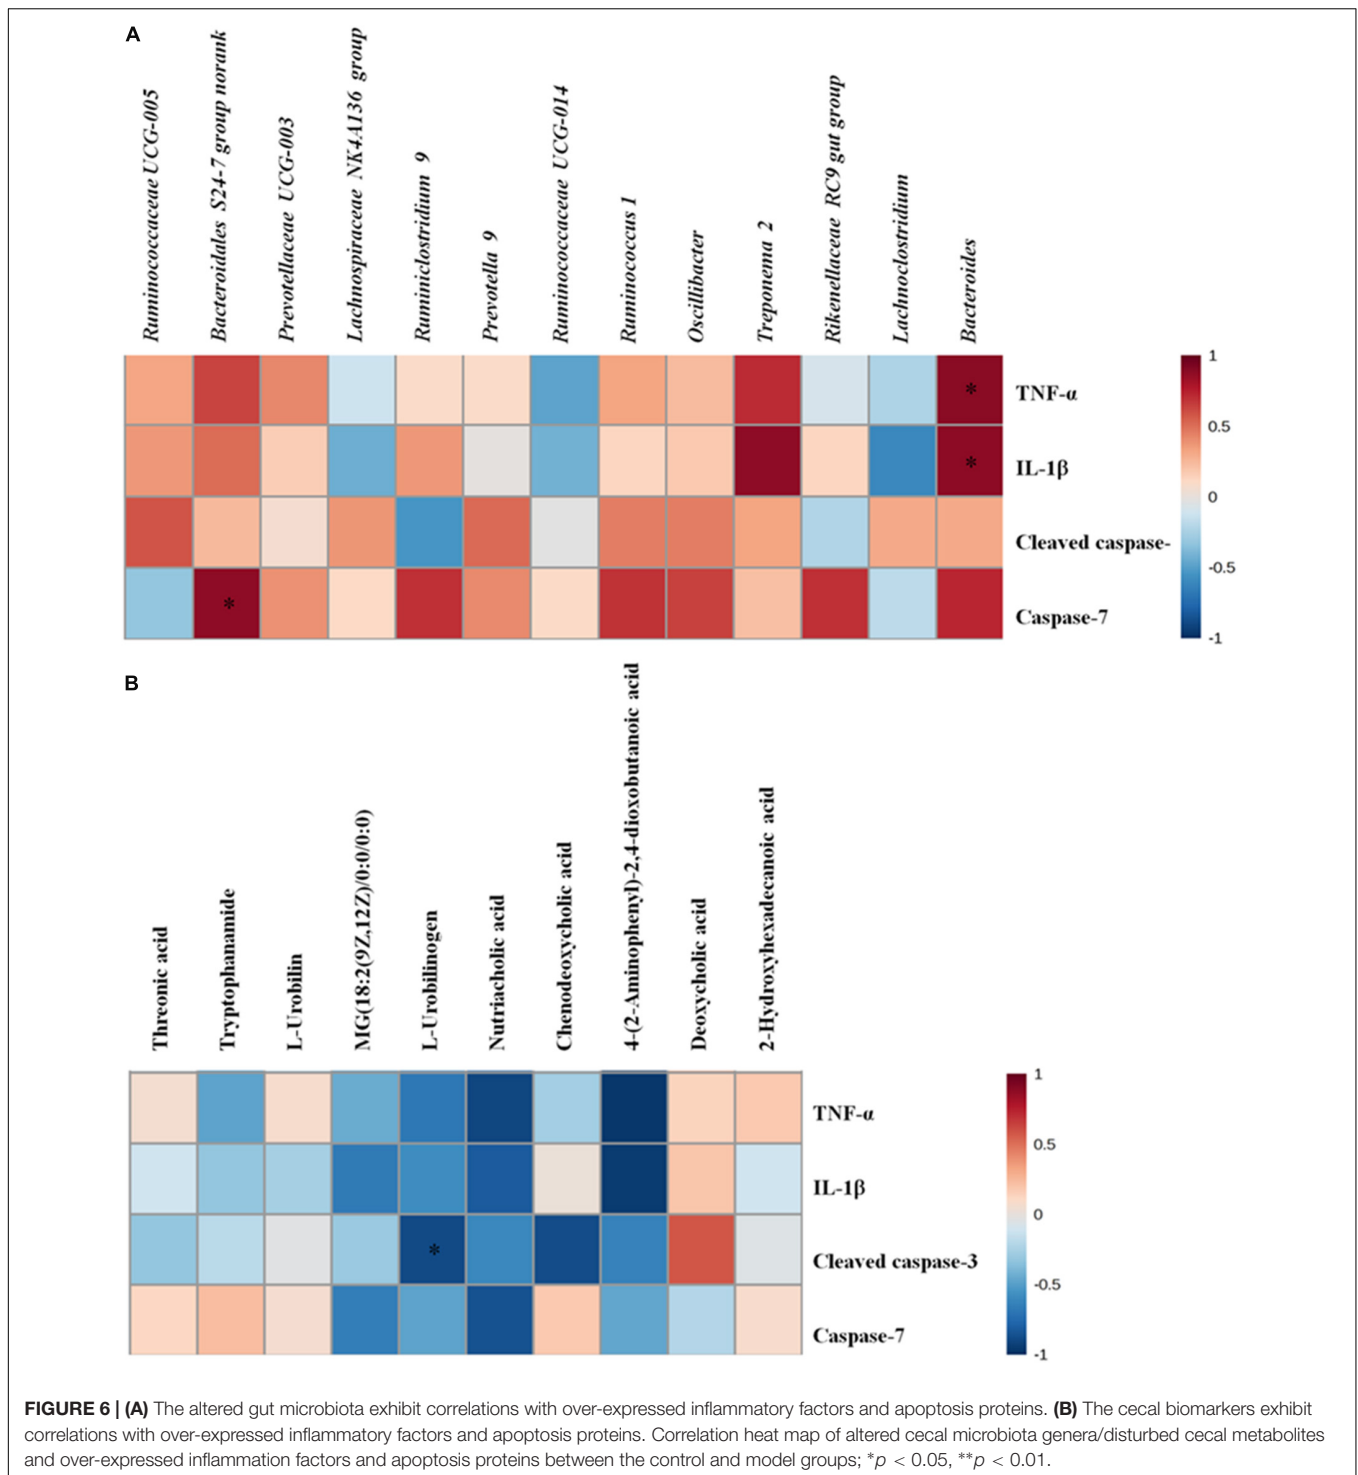 A
Ruminococcaceae UCG-005
Bacteroidales S24-7 group norank
Prevotellaceae UCG-003
Lachnospiraceae NK4A136 group
Ruminiclostridium 9
Prevotella 9
Ruminococcaceae UCG-014
Ruminococcus 1
Oscillibacter
Treponema 2
Rikenellaceae RC9 gut group
Lachnoclostridium
Bacteroides
* TNF-α
* IL-1β
Cleaved caspase-
* Caspase-7
1
0.5
0
-0.5
-1
B
Threonic acid
Tryptophanamide
L-Urobilin
MG(18:2(9Z,12Z)/0:0/0:0)
L-Urobilinogen
Nutriacholic acid
Chenodeoxycholic acid
4-(2-Aminophenyl)-2,4-dioxobutanoic acid
Deoxycholic acid
2-Hydroxyhexadecanoic acid
TNF-α
IL-1β
* Cleaved caspase-3
Caspase-7
1
0.5
0
-0.5
-1
FIGURE 6 | (A) The altered gut microbiota exhibit correlations with over-expressed inflammatory factors and apoptosis proteins. (B) The cecal biomarkers exhibit
correlations with over-expressed inflammatory factors and apoptosis proteins. Correlation heat map of altered cecal microbiota genera/disturbed cecal metabolites
and over-expressed inflammation factors and apoptosis proteins between the control and model groups; *p < 0.05, **p < 0.01.